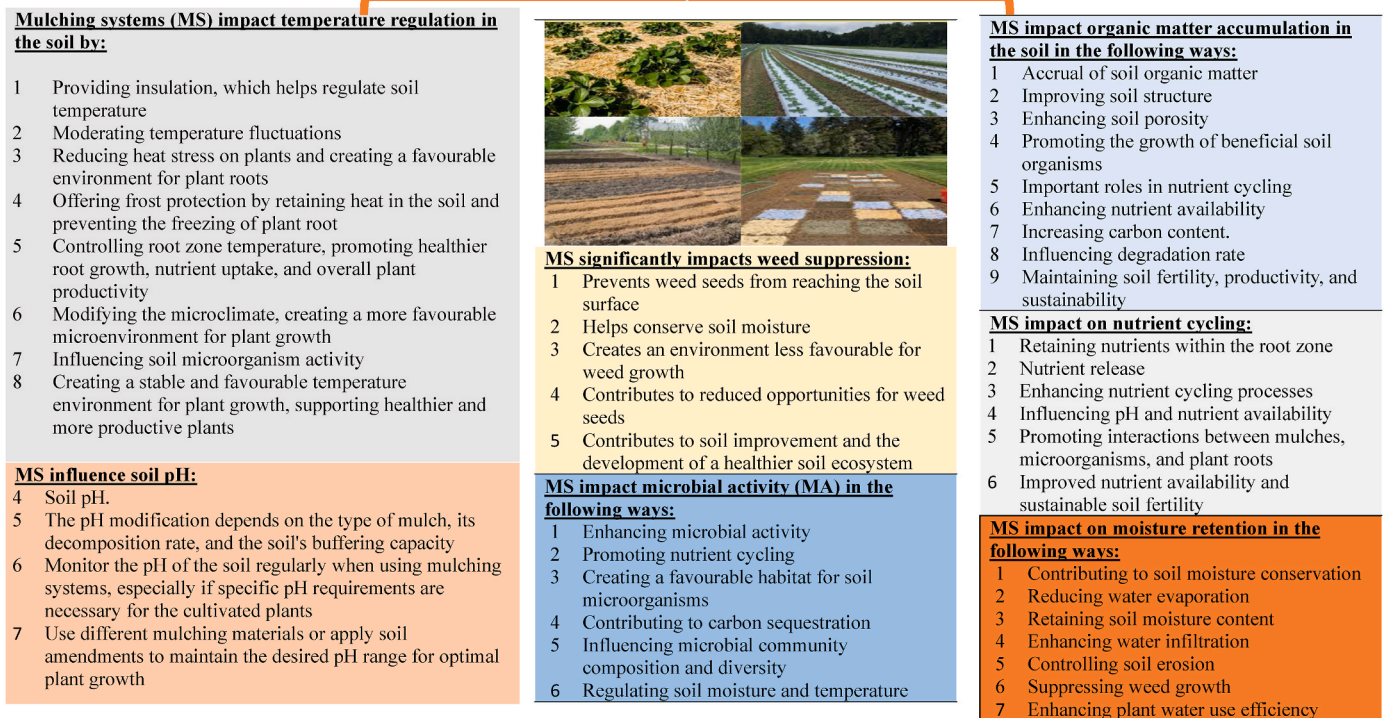 Mulching systems (MS) impact temperature regulation in
the soil by:
1 Providing insulation, which helps regulate soil
temperature
2 Moderating temperature fluctuations
3 Reducing heat stress on plants and creating a favourable
environment for plant roots
4 Offering frost protection by retaining heat in the soil and
preventing the freezing of plant root
5 Controlling root zone temperature, promoting healthier
root growth, nutrient uptake, and overall plant
productivity
6 Modifying the microclimate, creating a more favourable
microenvironment for plant growth
7 Influencing soil microorganism activity
8 Creating a stable and favourable temperature
environment for plant growth, supporting healthier and
more productive plants
MS influence soil pH:
4 Soil pH.
5 The pH modification depends on the type of mulch, its
decomposition rate, and the soil's buffering capacity
6 Monitor the pH of the soil regularly when using mulching
systems, especially if specific pH requirements are
necessary for the cultivated plants
7 Use different mulching materials or apply soil
amendments to maintain the desired pH range for optimal
plant growth
MS significantly impacts weed suppression:
1 Prevents weed seeds from reaching the soil
surface
2 Helps conserve soil moisture
3 Creates an environment less favourable for
weed growth
4 Contributes to reduced opportunities for weed
seeds
5 Contributes to soil improvement and the
development of a healthier soil ecosystem
MS impact microbial activity (MA) in the
following ways:
1 Enhancing microbial activity
2 Promoting nutrient cycling
3 Creating a favourable habitat for soil
microorganisms
4 Contributing to carbon sequestration
5 Influencing microbial community
composition and diversity
6 Regulating soil moisture and temperature
MS impact organic matter accumulation in
the soil in the following ways:
1 Accrual of soil organic matter
2 Improving soil structure
3 Enhancing soil porosity
4 Promoting the growth of beneficial soil
organisms
5 Important roles in nutrient cycling
6 Enhancing nutrient availability
7 Increasing carbon content.
8 Influencing degradation rate
9 Maintaining soil fertility, productivity, and
sustainability
MS impact on nutrient cycling:
1 Retaining nutrients within the root zone
2 Nutrient release
3 Enhancing nutrient cycling processes
4 Influencing pH and nutrient availability
5 Promoting interactions between mulches,
microorganisms, and plant roots
6 Improved nutrient availability and
sustainable soil fertility
MS impact on moisture retention in the
following ways:
1 Contributing to soil moisture conservation
2 Reducing water evaporation
3 Retaining soil moisture content
4 Enhancing water infiltration
5 Controlling soil erosion
6 Suppressing weed growth
7 Enhancing plant water use efficiency